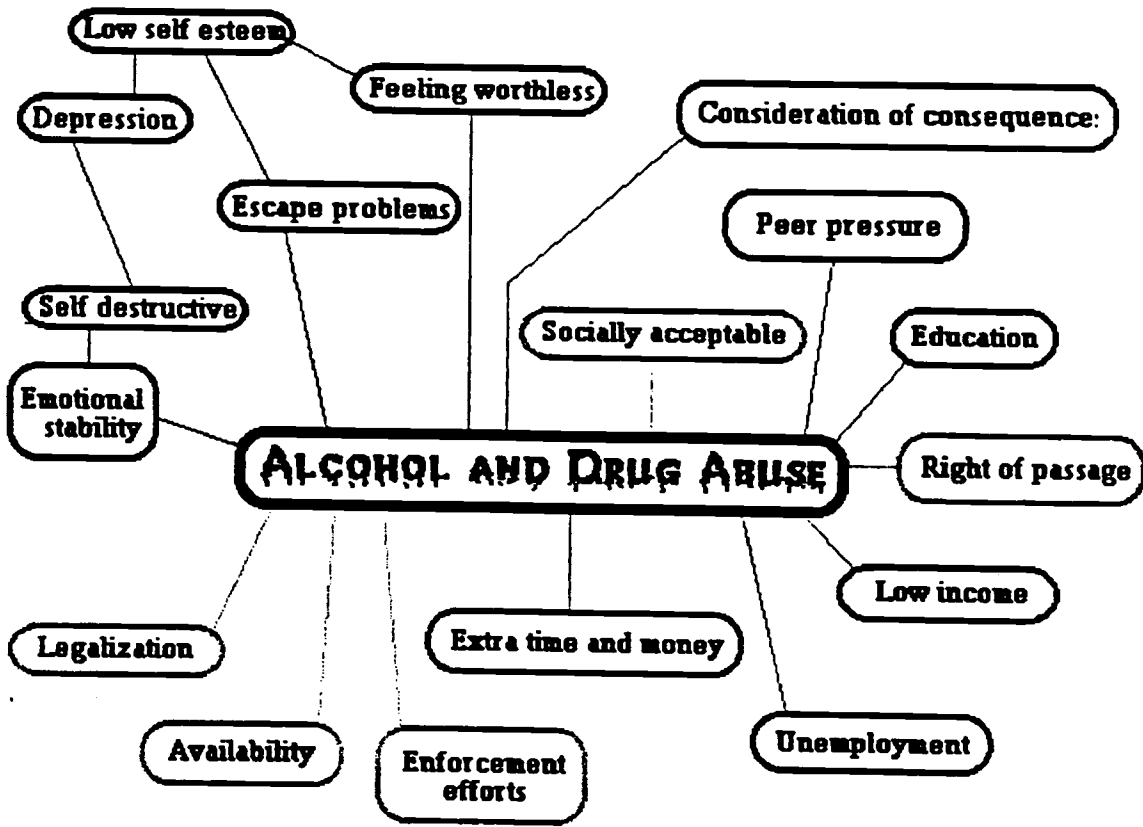 Low self esteem
Feeling worthless
Consideration of consequence:
Depression
Escape problems
Peer pressure
Self destructive
Socially acceptable
Education
Emotional
stability
ALCOHOL AND DRUG ABUSE
Right of passage
Low income
Legalization
Extra time and money
Availability
Enforcement
efforts
Unemployment